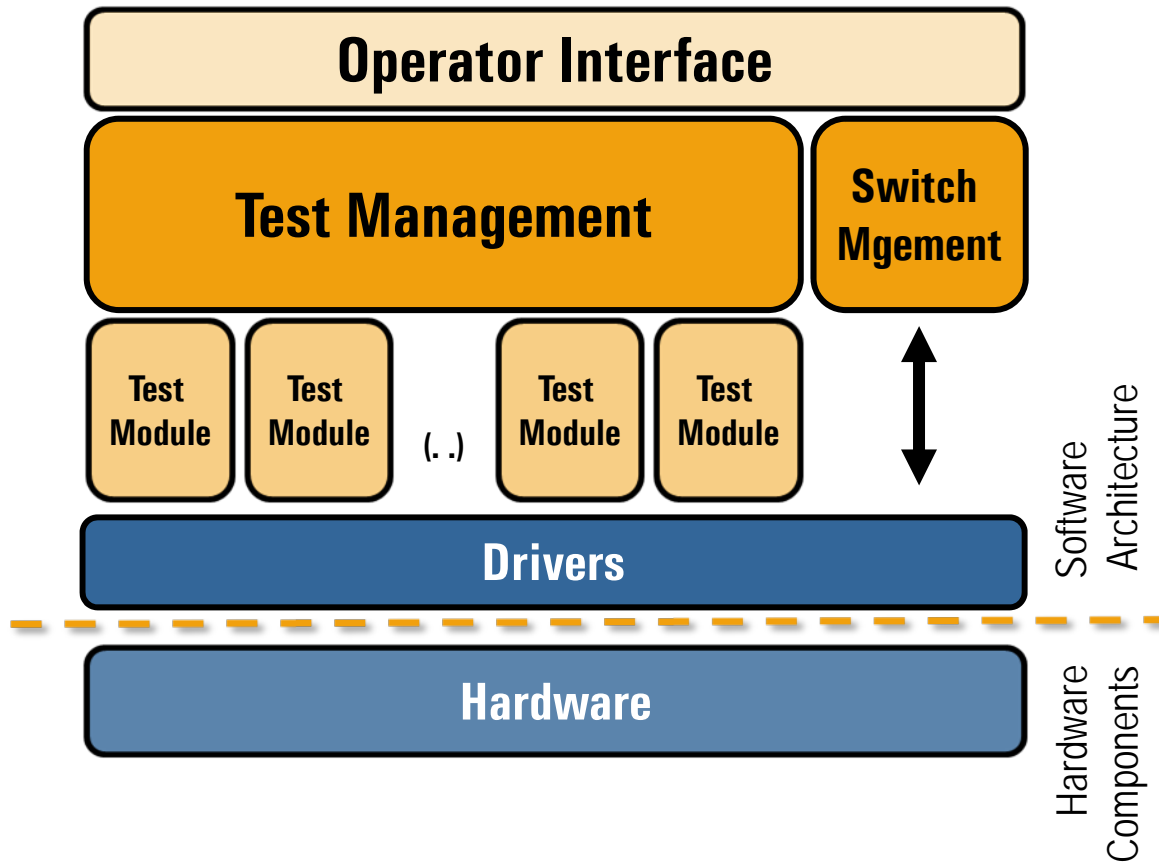 Operator Interface
Test Management
Switch
Mgement
Test
Module
Test
Module
(. .)
Test
Module
Test
Module
Drivers
Software
Architecture
Hardware
Hardware
Components